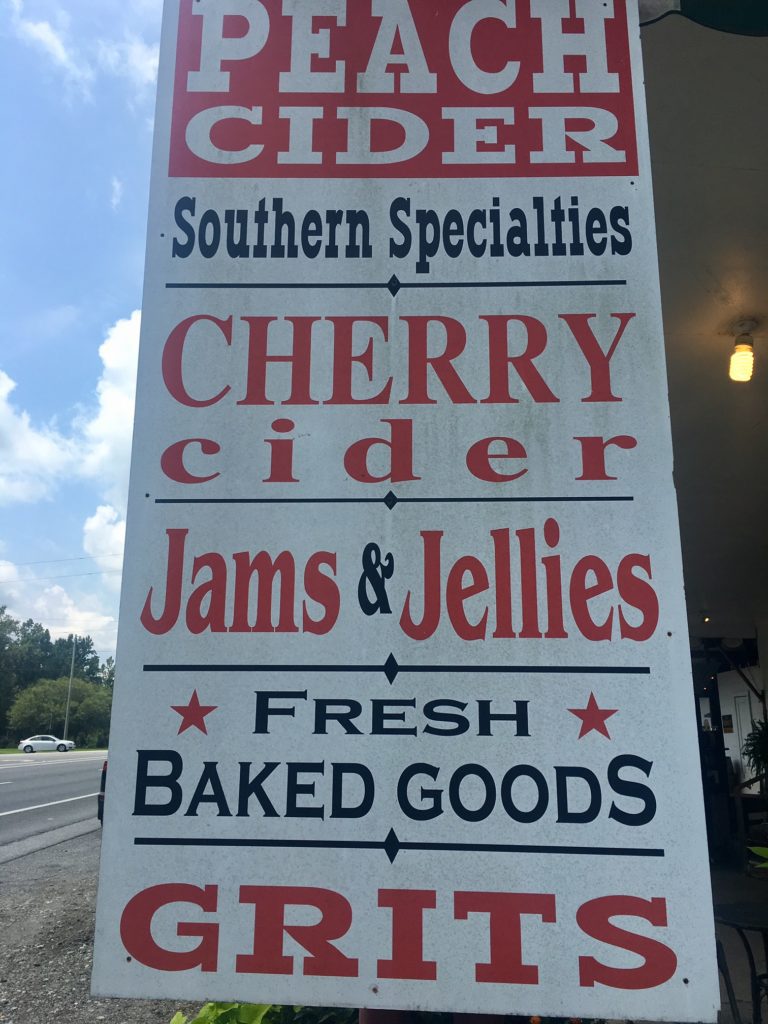 PEACH
CIDER
Southern Specialties
CHERRY
cider
Jams & Jellies
FRESH
BAKED GOODS
GRITS